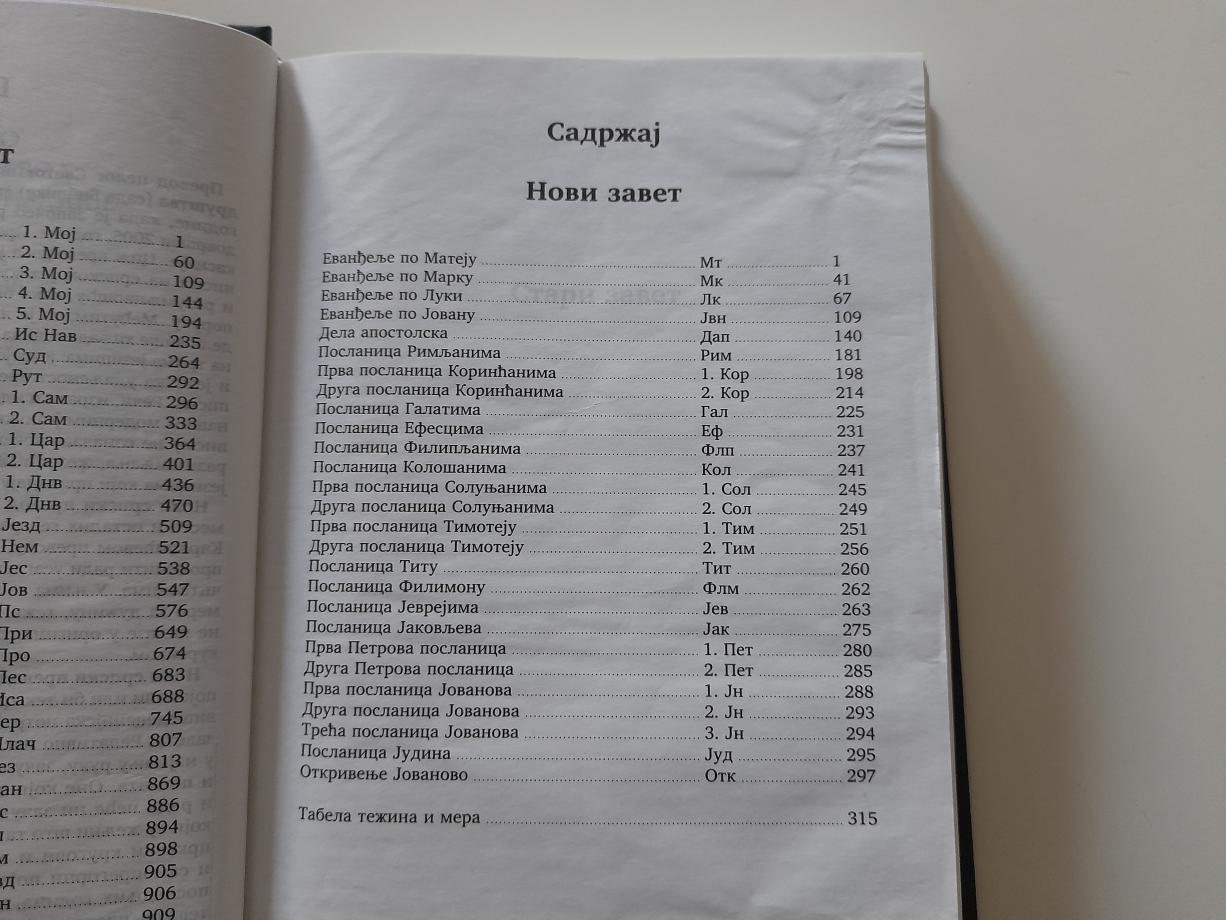 т
1. Мој 1
2. Мој 60
3. Мој 109
4. Мој 144
5. Мој 194
Ис Нав 235
Суд 264
Рут 292
1. Сам 296
2. Сам 333
1. Цар 364
2. Цар 401
1. Днв 436
2. Днв 470
Језд 509
Нем 521
Јес 538
Јов 547
Пс 576
При 649
Про 674
Пес 683
Иса 688
ер 745
Плач 807
ез 813
ан 869
с 886
894
м 898
зд 905
н 906
909
Садржај
Нови завет
Еванђеље по Матеју Мт 1
Еванђеље по Марку Мк 41
Еванђеље по Луки Лк 67
Еванђеље по Јовану Јвн 109
Дела апостолска Дап 140
Посланица Римљанима Рим 181
Прва посланица Коринћанима 1. Кор 198
Друга посланица Коринћанима 2. Кор 214
Посланица Галатима Гал 225
Посланица Ефесцима Еф 231
Посланица Филипљанима Флп 237
Посланица Колошанима Кол 241
Прва посланица Солуњанима 1. Сол 245
Друга посланица Солуњанима 2. Сол 249
Прва посланица Тимотеју 1. Тим 251
Друга посланица Тимотеју 2. Тим 256
Посланица Титу Тит 260
Посланица Филимону Флм 262
Посланица Јеврејима Јев 263
Посланица Јаковљева Јак 275
Прва Петрова посланица 1. Пет 280
Друга Петрова посланица 2. Пет 285
Прва посланица Јованова 1. Јн 288
Друга посланица Јованова 2. Јн 293
Трећа посланица Јованова 3. Јн 294
Посланица Јудина Јуд 295
Откривење Јованово Отк 297
Табела тежина и мера 315